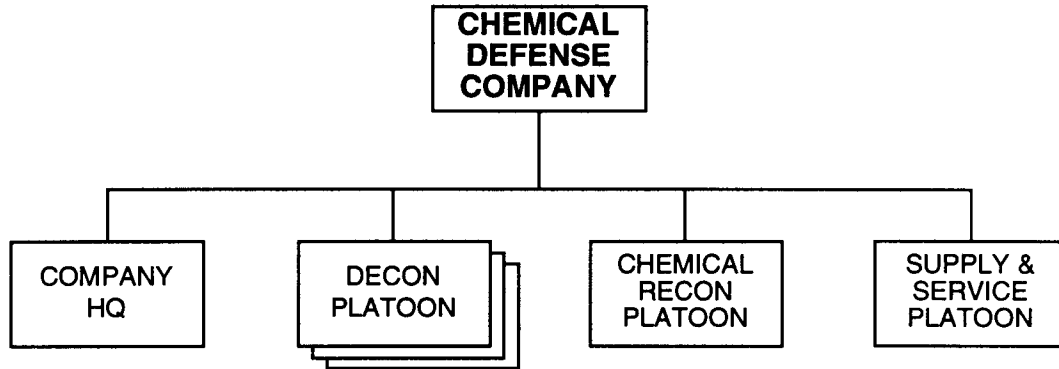 CHEMICAL
DEFENSE
COMPANY
COMPANY
HQ
DECON
PLATOON
CHEMICAL
RECON
PLATOON
SUPPLY &
SERVICE
PLATOON